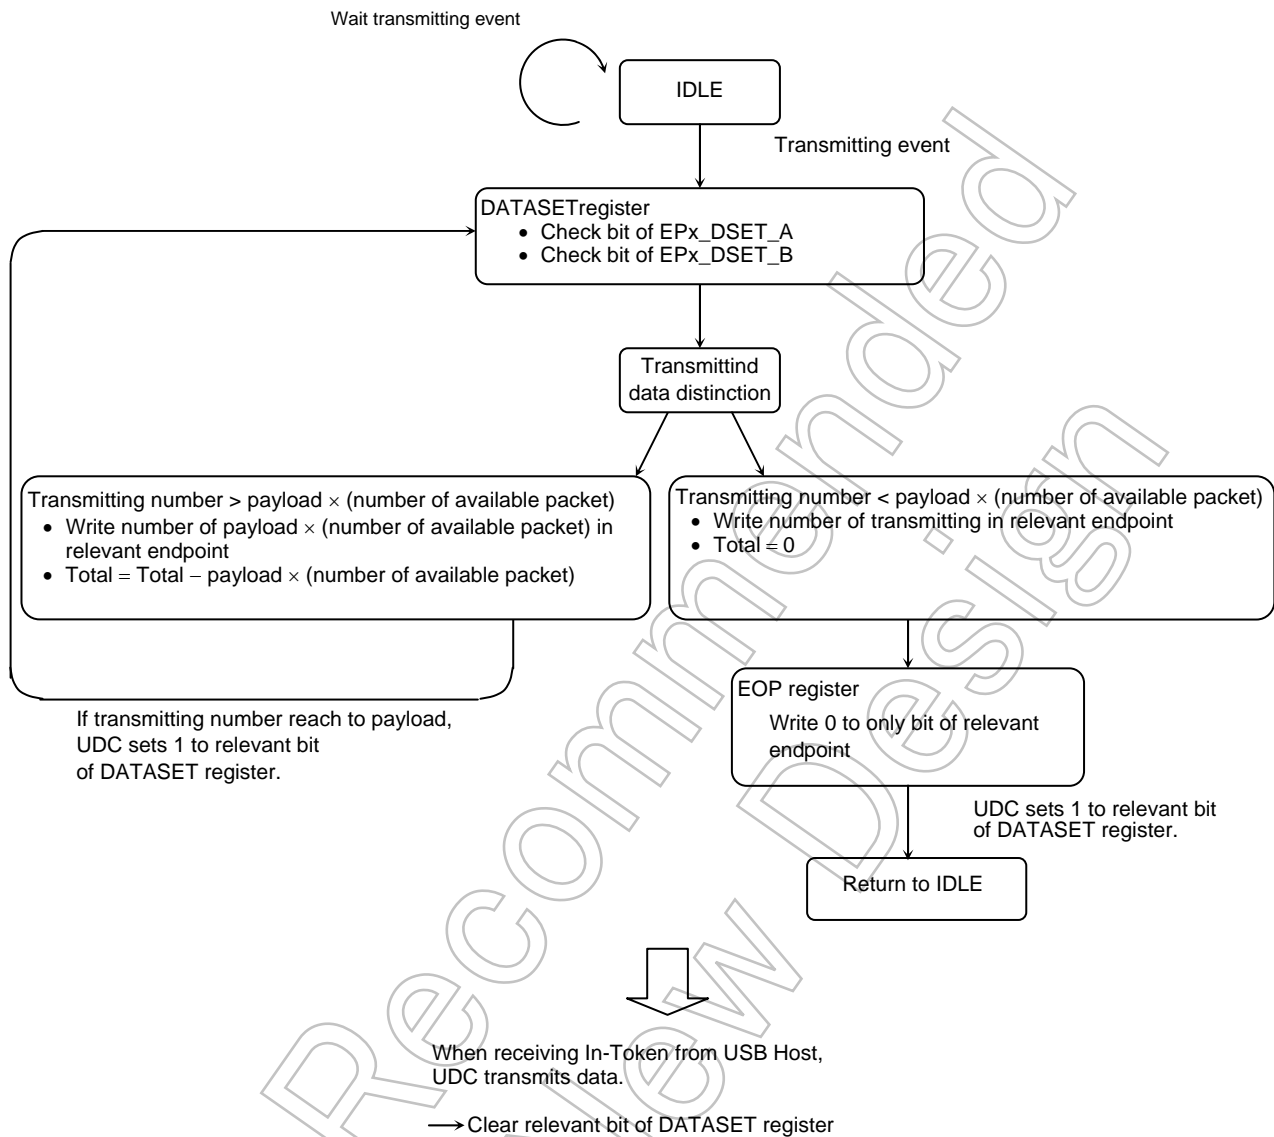 Wait transmitting event
IDLE
Transmitting event
DATASETregister
• Check bit of EPx_DSET_A
• Check bit of EPx_DSET_B
Transmittind
data distinction
Transmitting number > payload × (number of available packet)
• Write number of payload × (number of available packet) in
relevant endpoint
• Total = Total − payload × (number of available packet)
Transmitting number < payload × (number of available packet)
• Write number of transmitting in relevant endpoint
• Total = 0
If transmitting number reach to payload,
UDC sets 1 to relevant bit
of DATASET register.
EOP register
Write 0 to only bit of relevant
endpoint
UDC sets 1 to relevant bit
of DATASET register.
Return to IDLE
When receiving In-Token from USB Host,
UDC transmits data.
→ Clear relevant bit of DATASET register
Recommended
Design